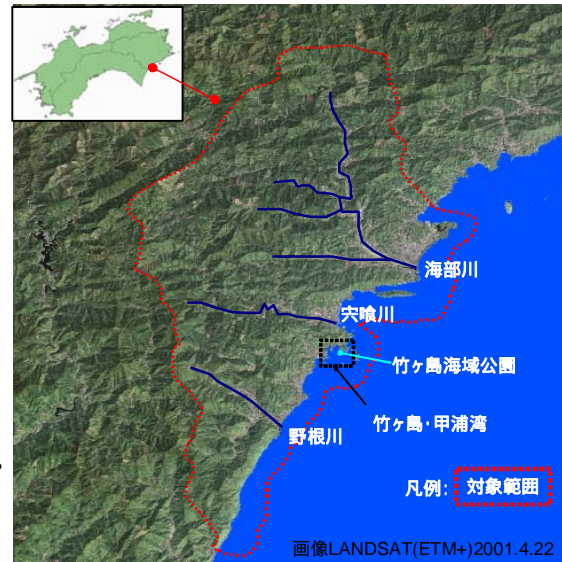 海部川
宍喰川
竹ヶ島海域公園
竹ヶ島･甲浦湾
野根川
凡例:
対象範囲
画像LANDSAT(ETM+)2001.4.22